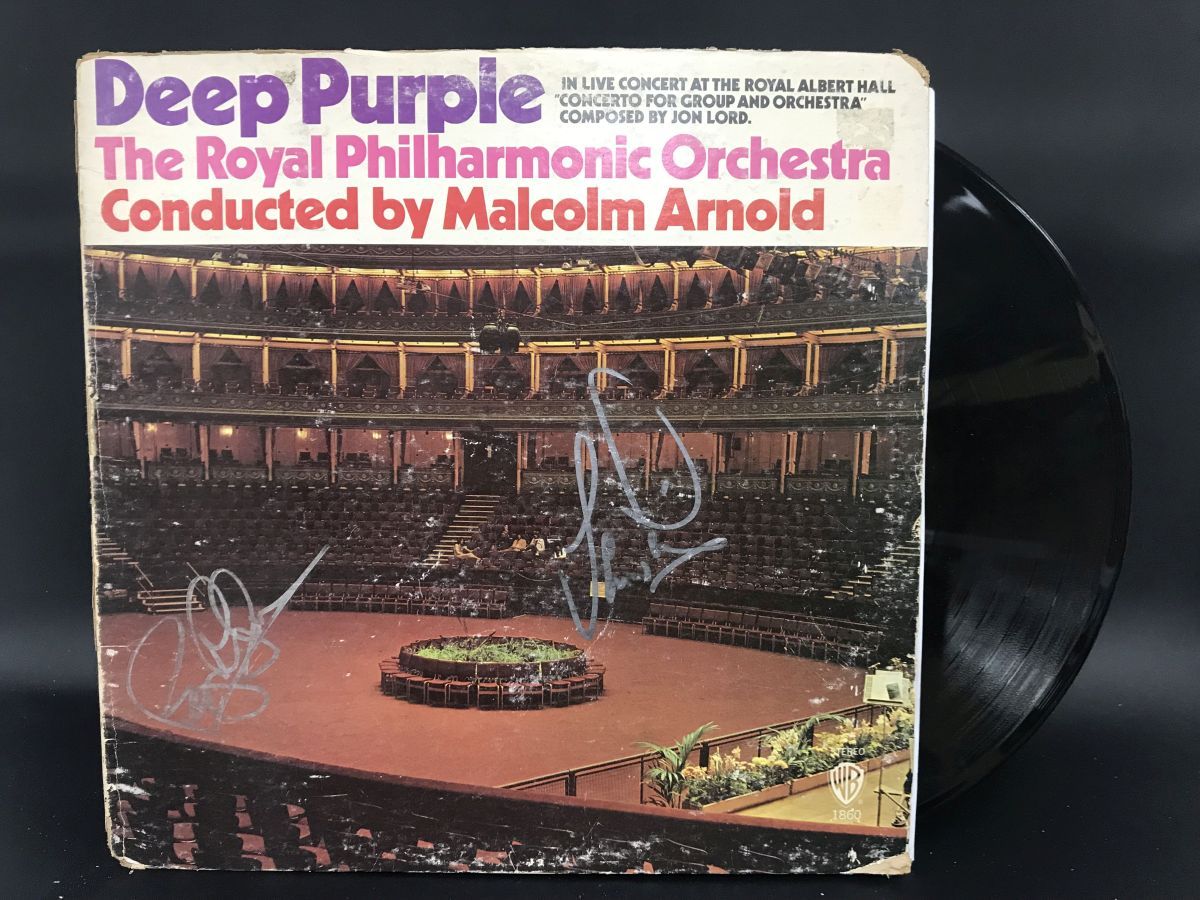 Deep Purple
IN LIVE CONCERT AT THE ROYAL ALBERT HALL
"CONCERTO FOR GROUP AND ORCHESTRA"
COMPOSED BY JON LORD.
The Royal Philharmonic Orchestra
Conducted by Malcolm Arnold
STEREO
WB
1860